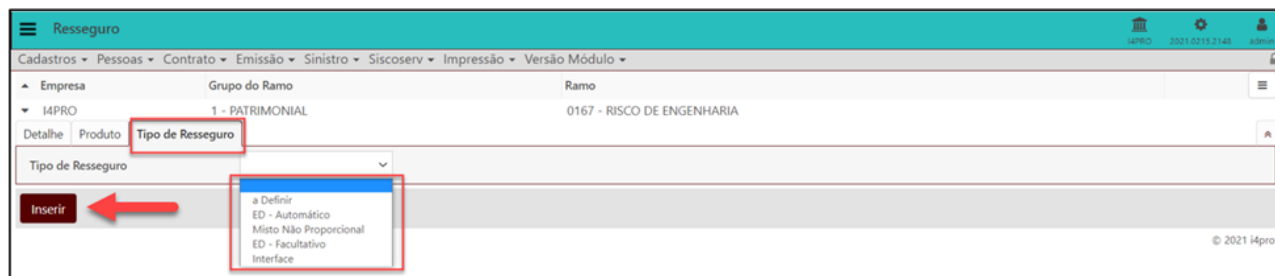 Resseguro
I4PRO 2021.0215.2148 admin
Cadastros Pessoas Contrato Emissão Sinistro Siscoserv Impressão Versão Módulo
Empresa Grupo do Ramo Ramo
I4PRO 1 - PATRIMONIAL 0167 - RISCO DE ENGENHARIA
Detalhe Produto Tipo de Resseguro
Tipo de Resseguro
a Definir
ED - Automático
Misto Não Proporcional
ED - Facultativo
Interface
Inserir
© 2021 i4pro